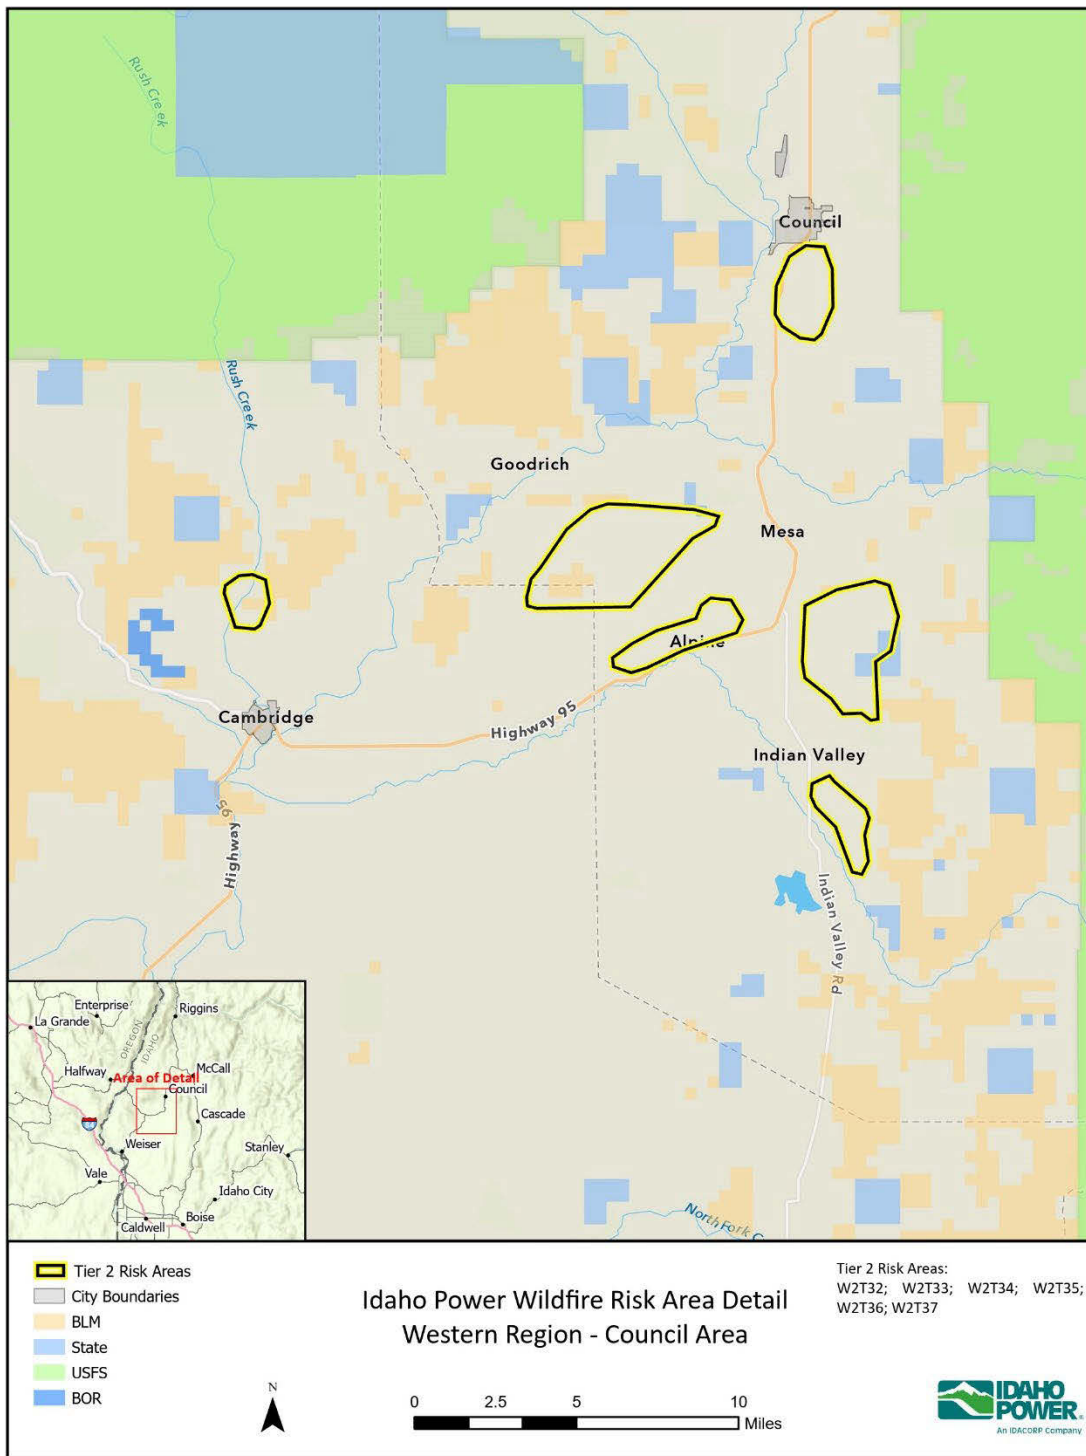 Rush Creek
Council
Rush Creek
Goodrich
Mesa
Alpine
Cambridge
Highway 95
Indian Valley
Highway 95
Indian Valley Rd
North Fork C
Enterprise
Riggins
La Grande
OREGON
IDAHO
Halfway
McCall
Area of Detail
Council
Cascade
Weiser
Stanley
Vale
Idaho City
Boise
Caldwell
Tier 2 Risk Areas
City Boundaries
BLM
State
USFS
BOR
Idaho Power Wildfire Risk Area Detail
Western Region - Council Area
N
0 2.5 5 10
Miles
Tier 2 Risk Areas:
W2T32; W2T33; W2T34; W2T35;
W2T36; W2T37
IDAHO
POWER®
An IDACORP Company